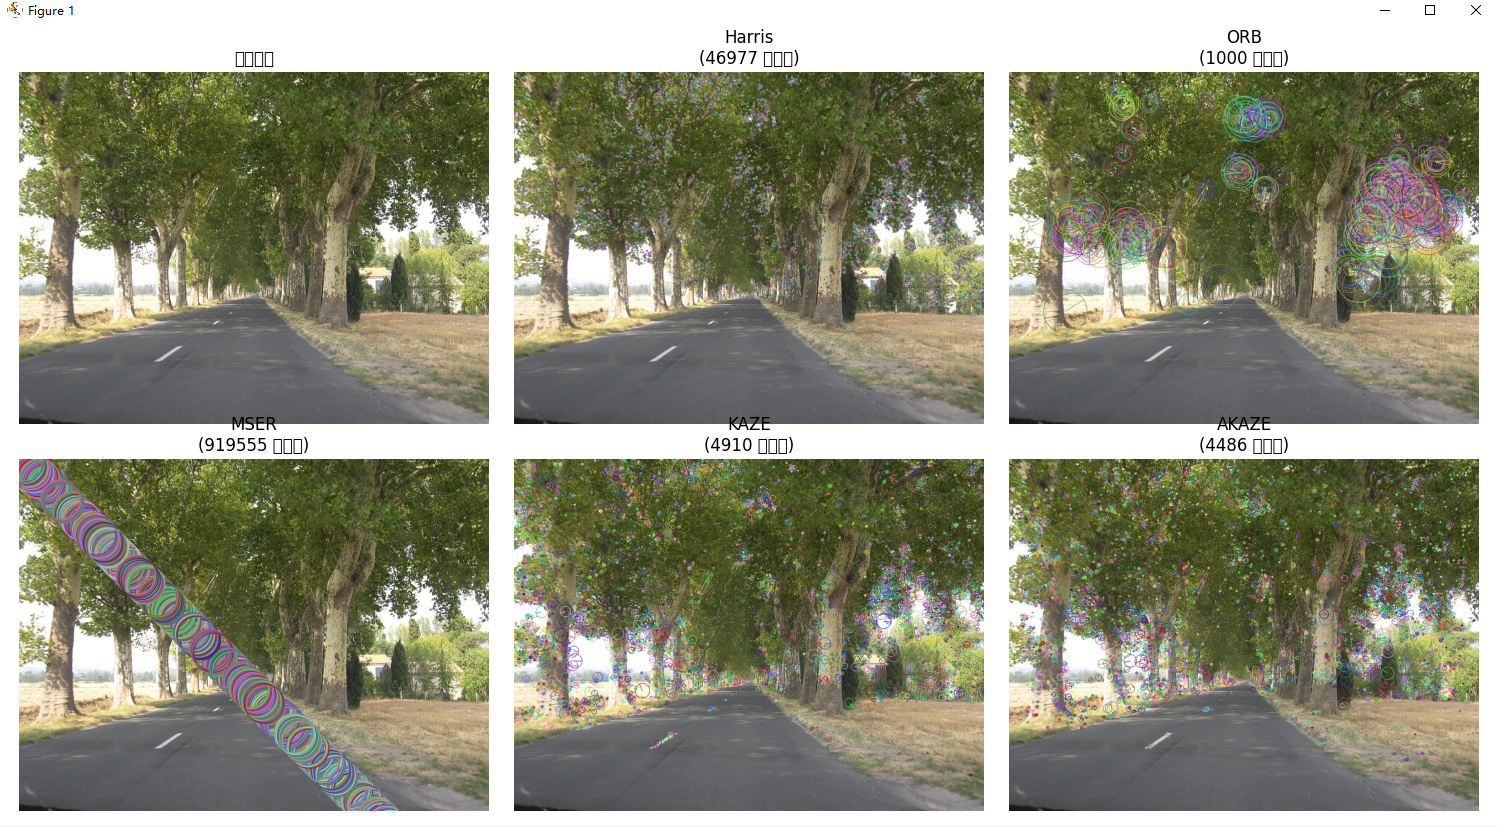 Figure 1
Harris
(46977
ORB
(1000
MSER
(919555
KAZE
(4910
AKAZE
(4486